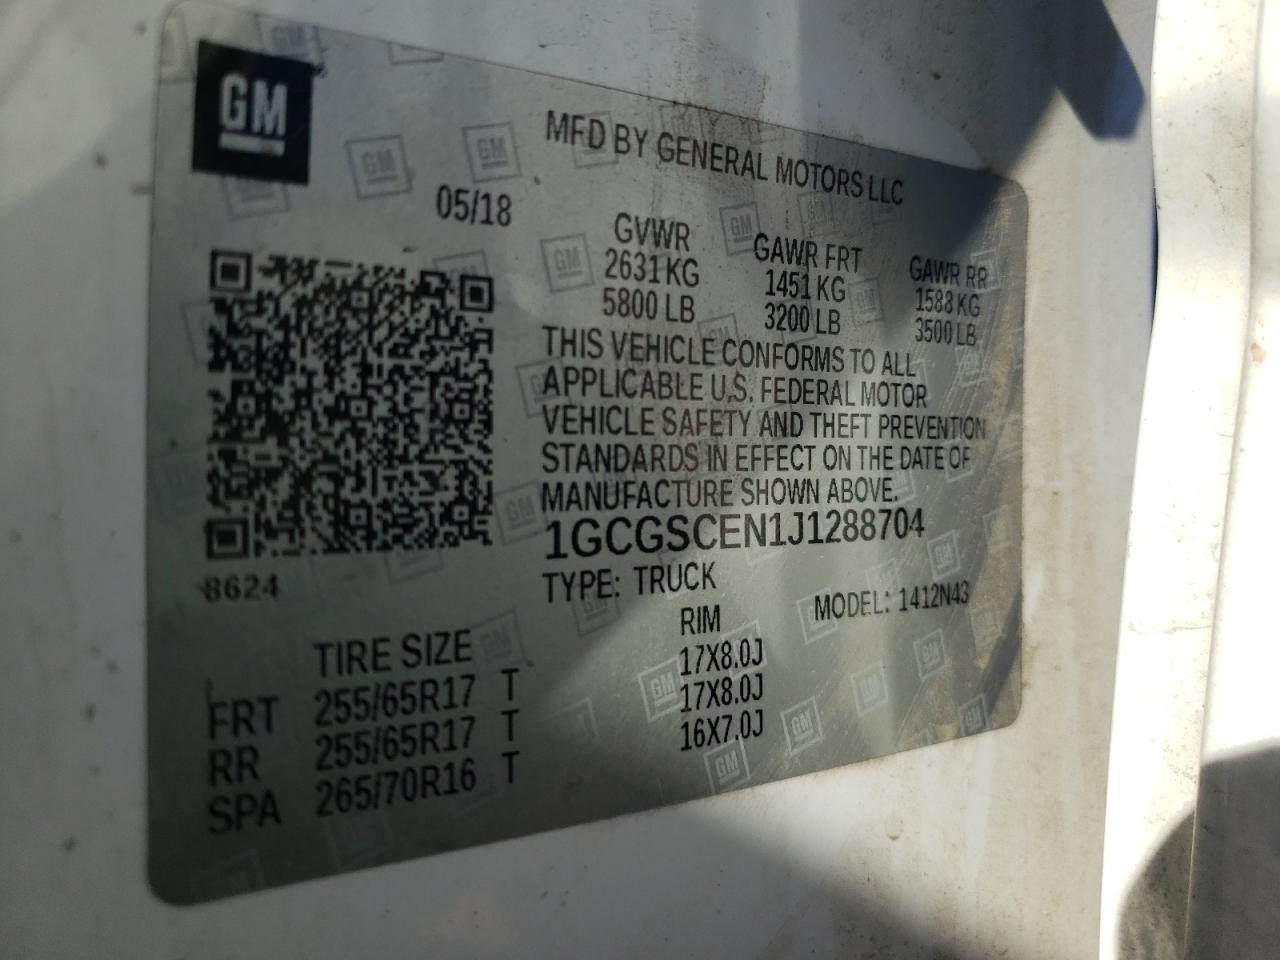 GM
MFD BY GENERAL MOTORS LLC
05/18
GVWR GAWR FRT GAWR RR
2631 KG 1451 KG 1588 KG
5800 LB 3200 LB 3500 LB
THIS VEHICLE CONFORMS TO ALL
APPLICABLE U.S. FEDERAL MOTOR
VEHICLE SAFETY AND THEFT PREVENTION
STANDARDS IN EFFECT ON THE DATE OF
MANUFACTURE SHOWN ABOVE.
1GCGSCEN1J1288704
8624
TYPE: TRUCK MODEL: 1412N43
TIRE SIZE RIM
FRT 255/65R17 T 17X8.0J
RR 255/65R17 T 17X8.0J
SPA 265/70R16 T 16X7.0J